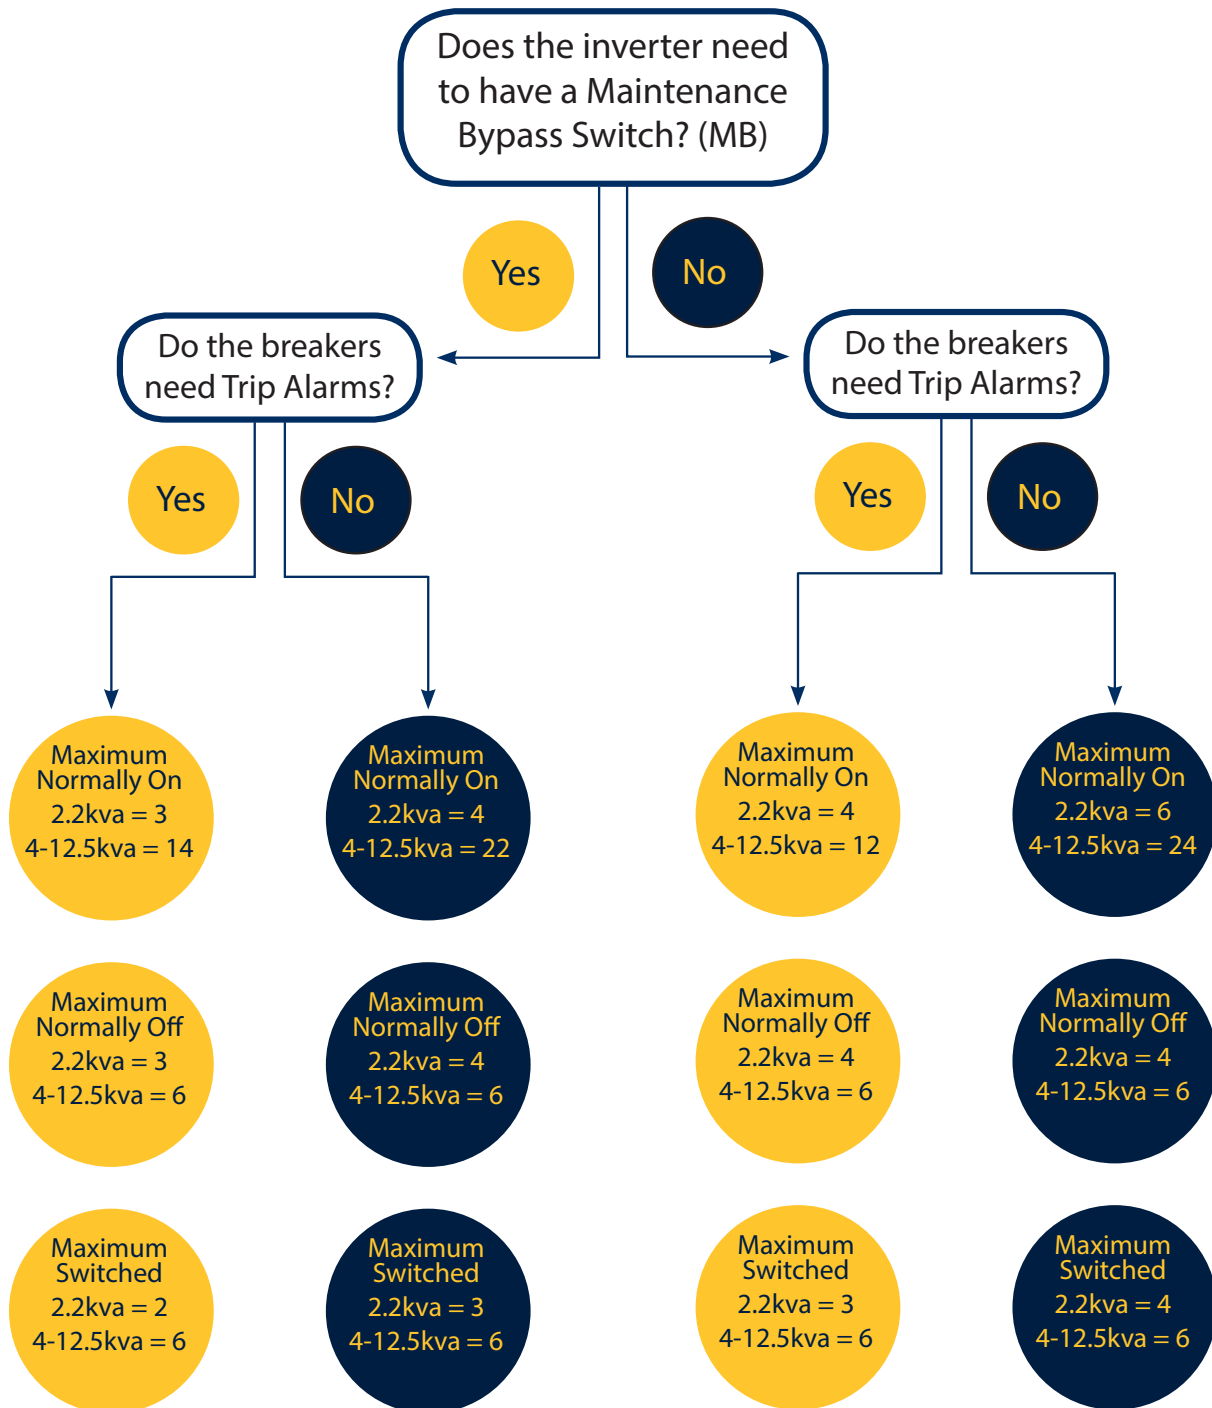 Does the inverter need
to have a Maintenance
Bypass Switch? (MB)
Yes
No
Do the breakers
need Trip Alarms?
Do the breakers
need Trip Alarms?
Yes
No
Yes
No
Maximum
Normally On
2.2kva = 3
4-12.5kva = 14
Maximum
Normally On
2.2kva = 4
4-12.5kva = 22
Maximum
Normally On
2.2kva = 4
4-12.5kva = 12
Maximum
Normally On
2.2kva = 6
4-12.5kva = 24
Maximum
Normally Off
2.2kva = 3
4-12.5kva = 6
Maximum
Normally Off
2.2kva = 4
4-12.5kva = 6
Maximum
Normally Off
2.2kva = 4
4-12.5kva = 6
Maximum
Normally Off
2.2kva = 4
4-12.5kva = 6
Maximum
Switched
2.2kva = 2
4-12.5kva = 6
Maximum
Switched
2.2kva = 3
4-12.5kva = 6
Maximum
Switched
2.2kva = 3
4-12.5kva = 6
Maximum
Switched
2.2kva = 4
4-12.5kva = 6